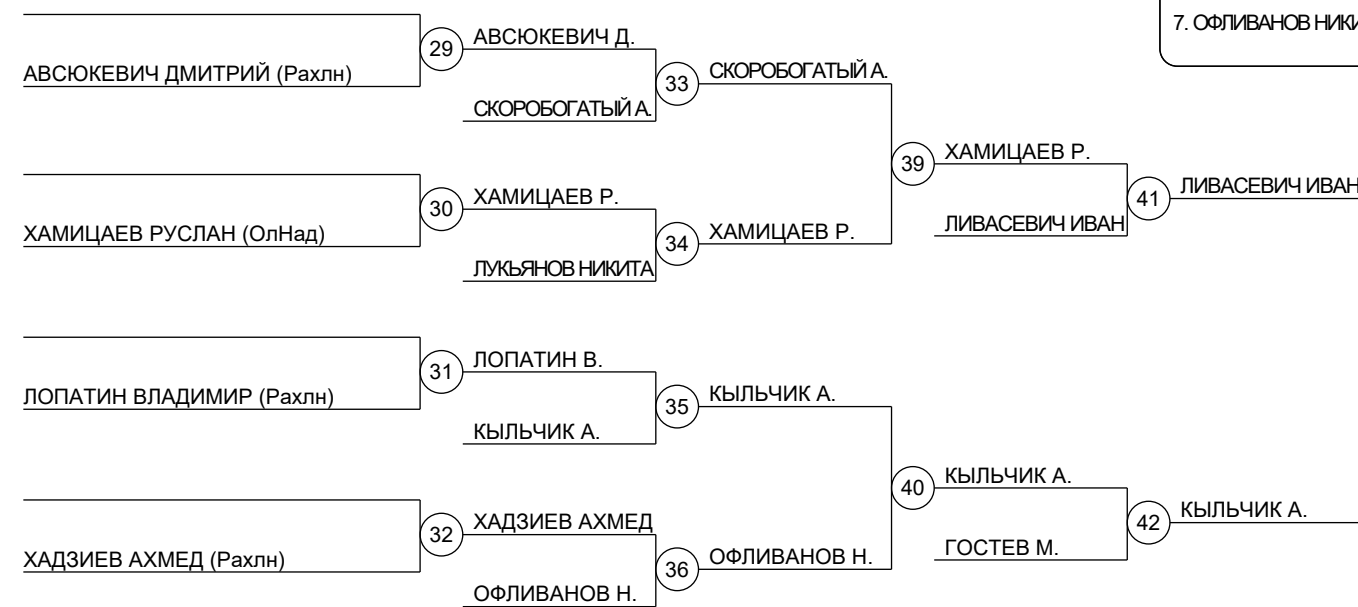 7. ОФЛИВАНОВ НИКИ
29
АВСЮКЕВИЧ Д.
АВСЮКЕВИЧ ДМИТРИЙ (Рахлн)
33
СКОРОБОГАТЫЙ А.
СКОРОБОГАТЫЙ А.
39
ХАМИЦАЕВ Р.
41
ЛИВАСЕВИЧ ИВАН
30
ХАМИЦАЕВ Р.
ХАМИЦАЕВ РУСЛАН (ОлНад)
34
ХАМИЦАЕВ Р.
ЛИВАСЕВИЧ ИВАН
ЛУКЬЯНОВ НИКИТА
31
ЛОПАТИН В.
ЛОПАТИН ВЛАДИМИР (Рахлн)
35
КЫЛЬЧИК А.
КЫЛЬЧИК А.
40
КЫЛЬЧИК А.
42
КЫЛЬЧИК А.
32
ХАДЗИЕВ АХМЕД
ХАДЗИЕВ АХМЕД (Рахлн)
36
ОФЛИВАНОВ Н.
ГОСТЕВ М.
ОФЛИВАНОВ Н.